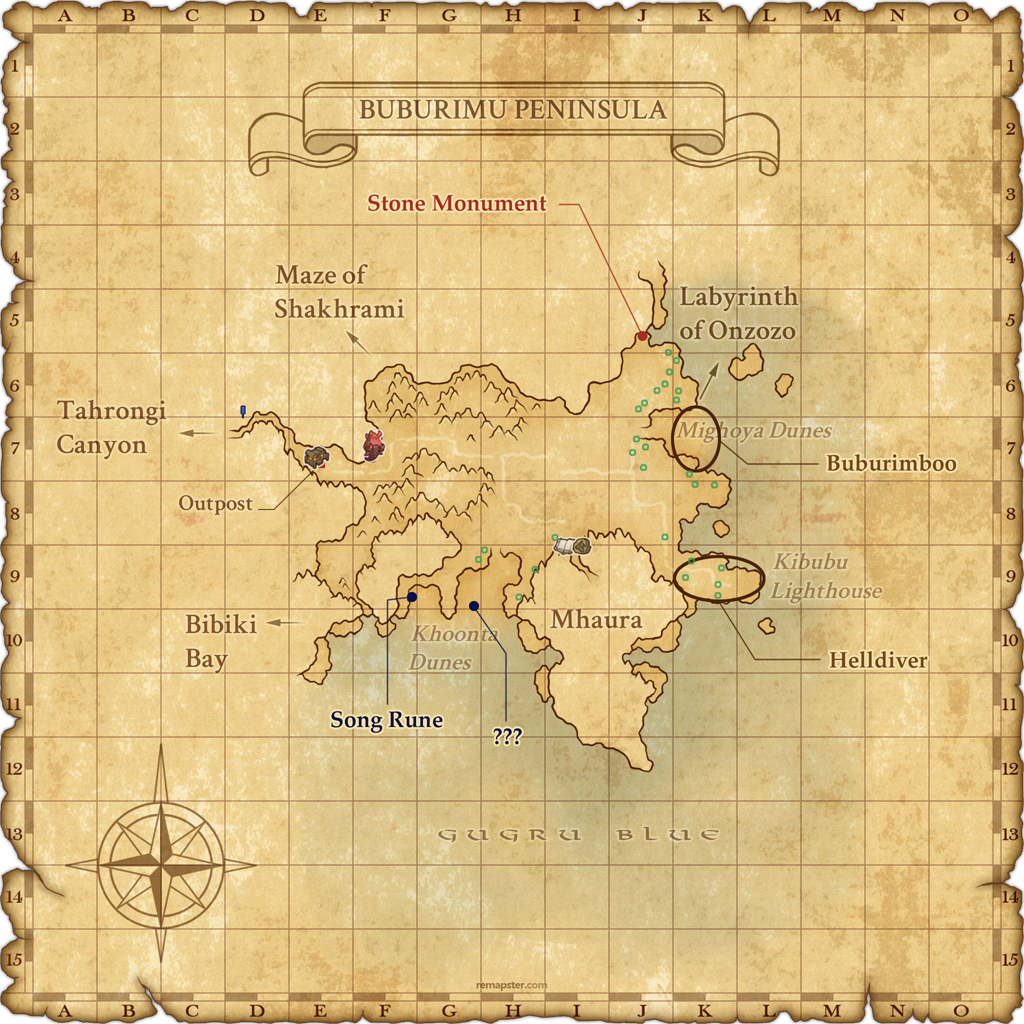 A B C D E F G H I J K L M N O
1 1
BUBURIMU PENINSULA
2 2
3 3
Stone Monument
4 4
Maze of
Shakhrami
Labyrinth
of Onzozo
5 5
6 6
Tahrongi
Canyon
Mighoya Dunes
7 7
Buburimboo
Outpost
8 8
Kibubu
Lighthouse
9 9
Mhaura
Bibiki
Bay
Khoonta
Dunes
10 10
Helldiver
11 11
Song Rune
???
12 12
GUGRU BLUE
13 13
14 14
15 15
remapster.com
A B C D E F G H I J K L M N O